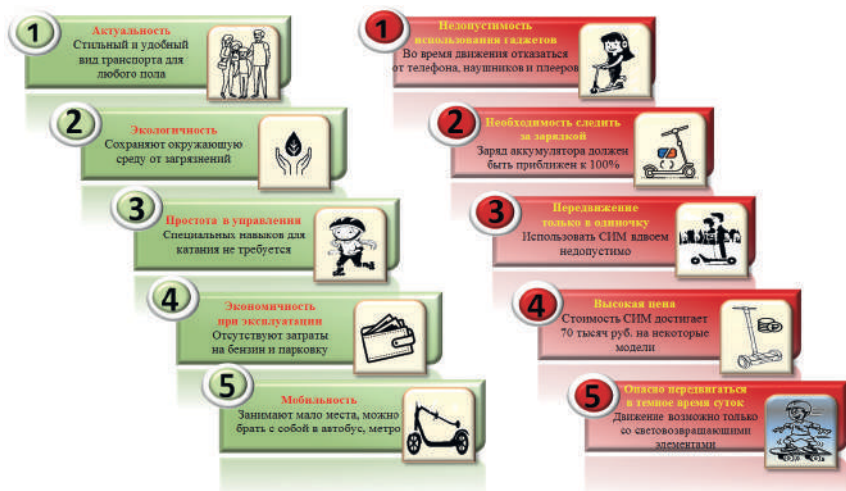 1
Актуальность
Стильный и удобный
вид транспорта для
любого пола
2
Экологичность
Сохраняют окружающую
среду от загрязнений
3
Простота в управления
Специальных навыков для
катания не требуется
4
Экономичность
при эксплуатации
Отсутствуют затраты
на бензин и парковку
5
Мобильность
Занимают мало места, можно
брать с собой в автобус, метро
1
Недопустимость
использования гаджетов
Во время движения отказаться
от телефона, наушников и плееров
2
Необходимость следить
за зарядкой
Заряд аккумулятора должен
быть приближен к 100%
3
Передвижение
только в одиночку
Использовать СИМ вдвоем
недопустимо
4
Высокая цена
Стоимость СИМ достигает
70 тысяч руб. на некоторые
модели
5
Опасно передвигаться
в темное время суток
Движение возможно только
со световозвращающими
элементами